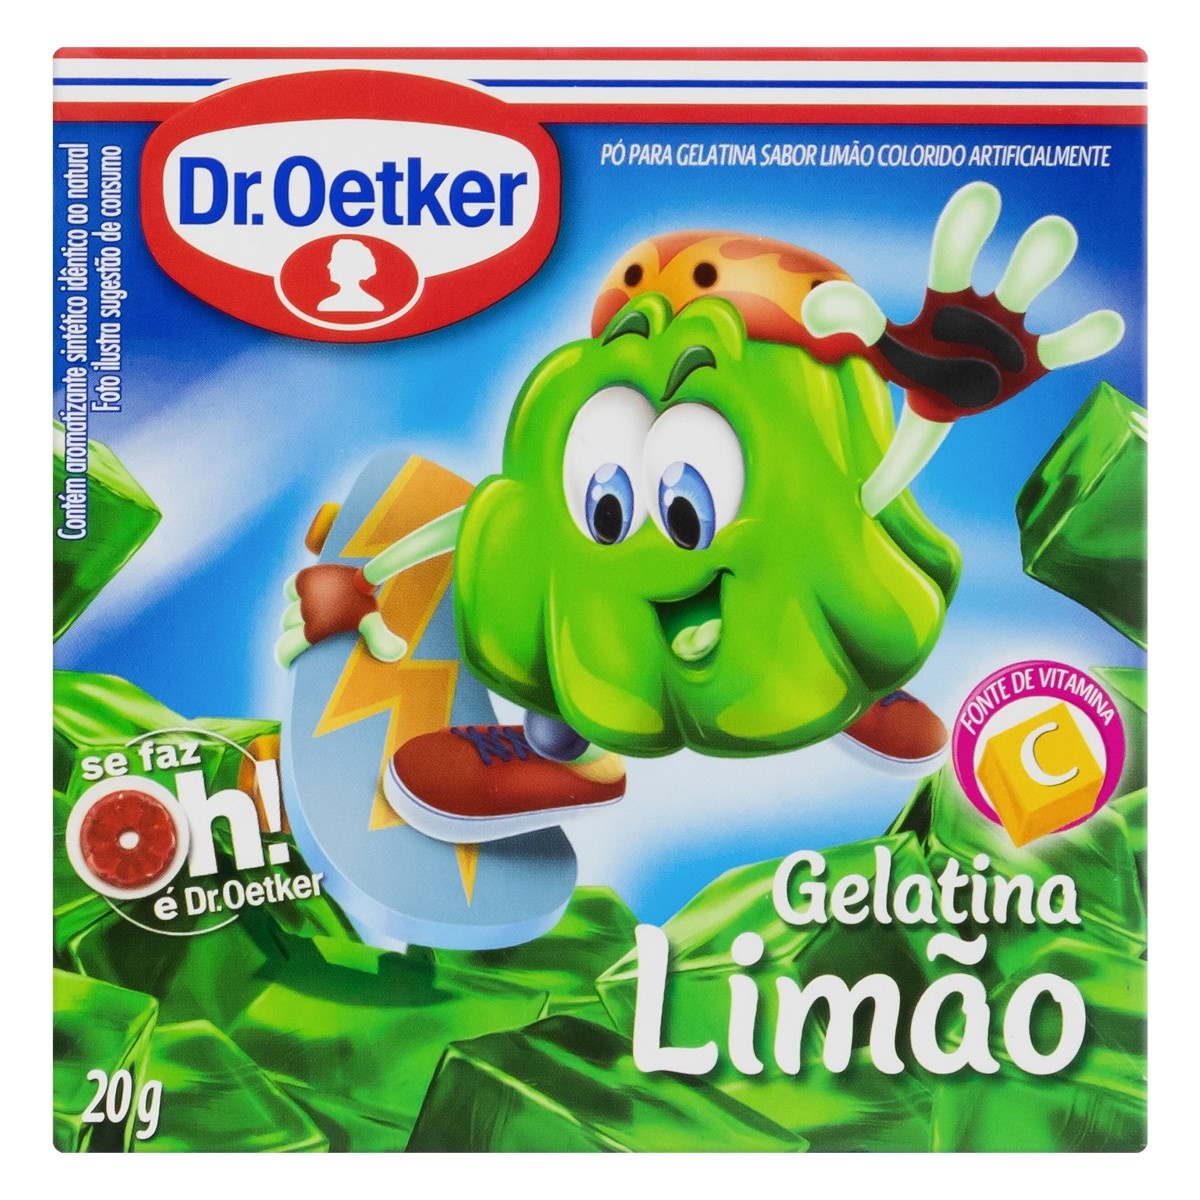 Dr.Oetker
PÓ PARA GELATINA SABOR LIMÃO COLORIDO ARTIFICIALMENTE
Contém aromatizante sintético idêntico ao natural
Foto ilustra sugestão de consumo
FONTE DE VITAMINA
C
se faz
Oh!
é Dr.Oetker
Gelatina
Limão
20 g